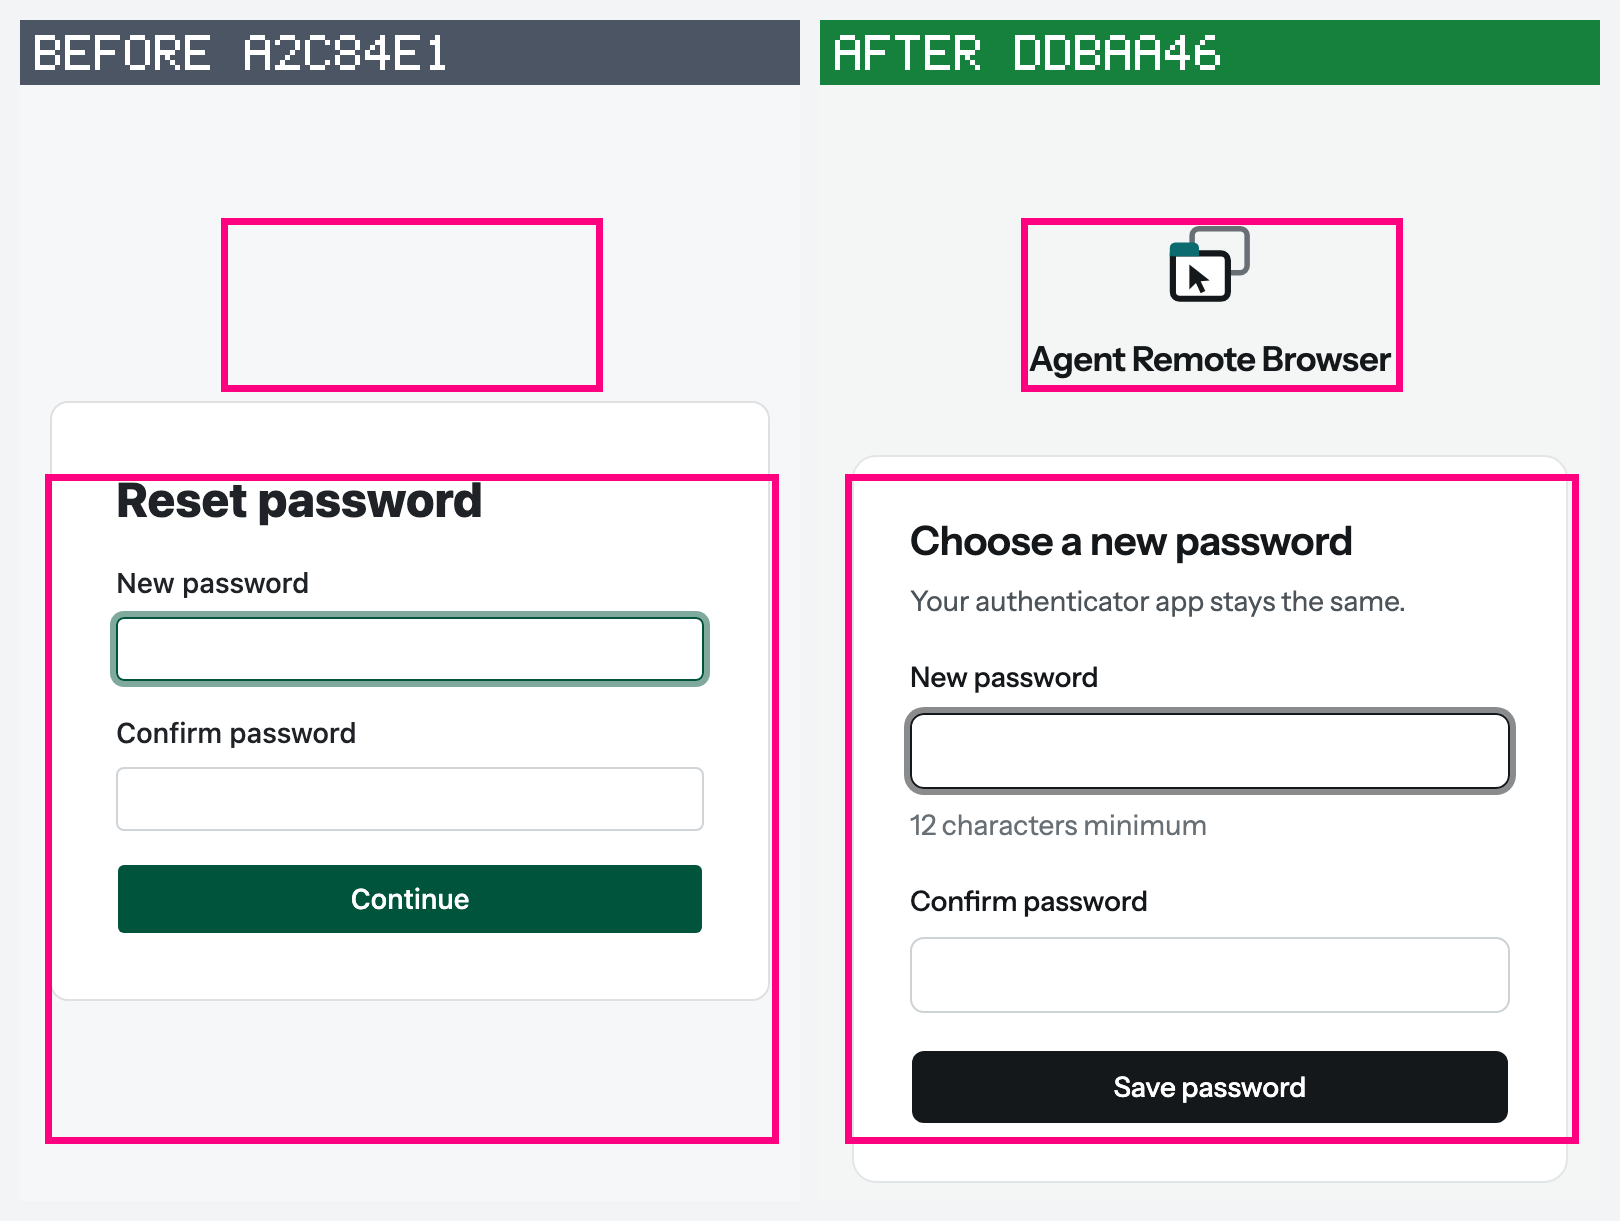 BEFORE A2C84E1
Reset password
New password
Confirm password
Continue
AFTER DDBAA46
Agent Remote Browser
Choose a new password
Your authenticator app stays the same.
New password
12 characters minimum
Confirm password
Save password